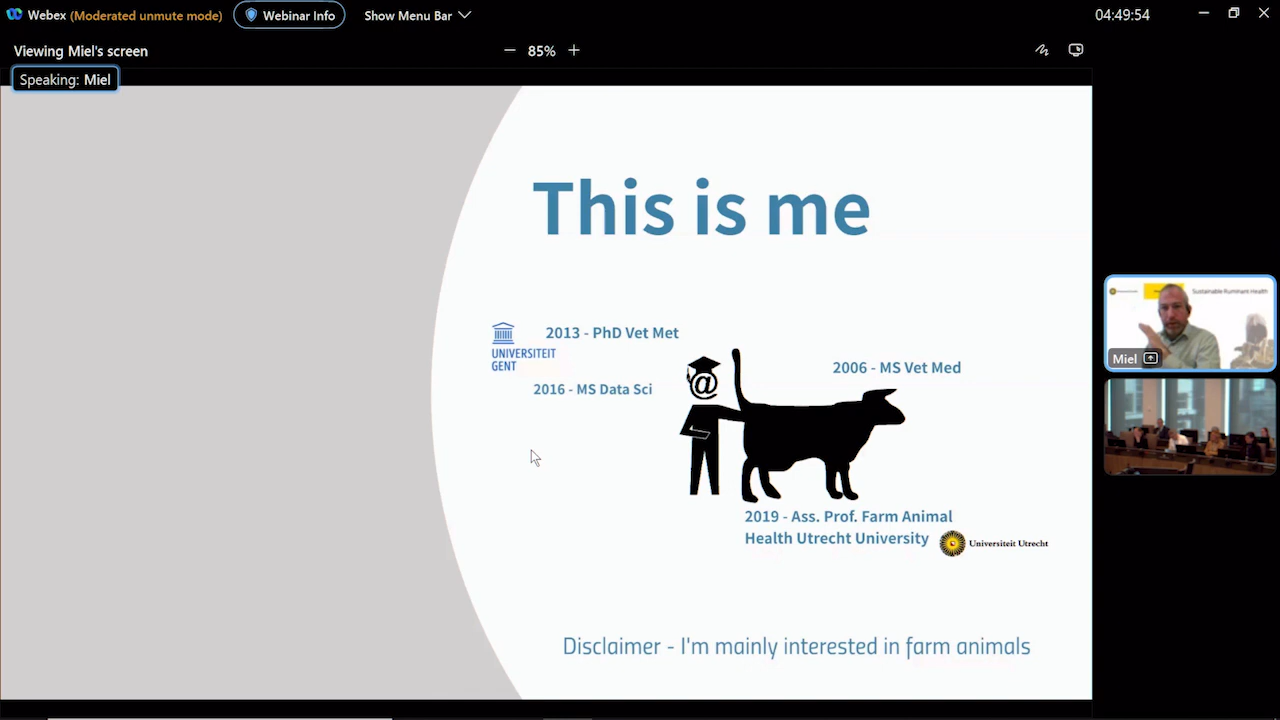 Webex (Moderated unmute mode) Webinar Info Show Menu Bar 04:49:54
Viewing Miel's screen 85%
Speaking: Miel
This is me
2013 - PhD Vet Met
UNIVERSITEIT
GENT
2016 - MS Data Sci
2006 - MS Vet Med
@
2019 - Ass. Prof. Farm Animal
Health Utrecht University
Universiteit Utrecht
Disclaimer - I'm mainly interested in farm animals
Sustainable Ruminant Health
Miel